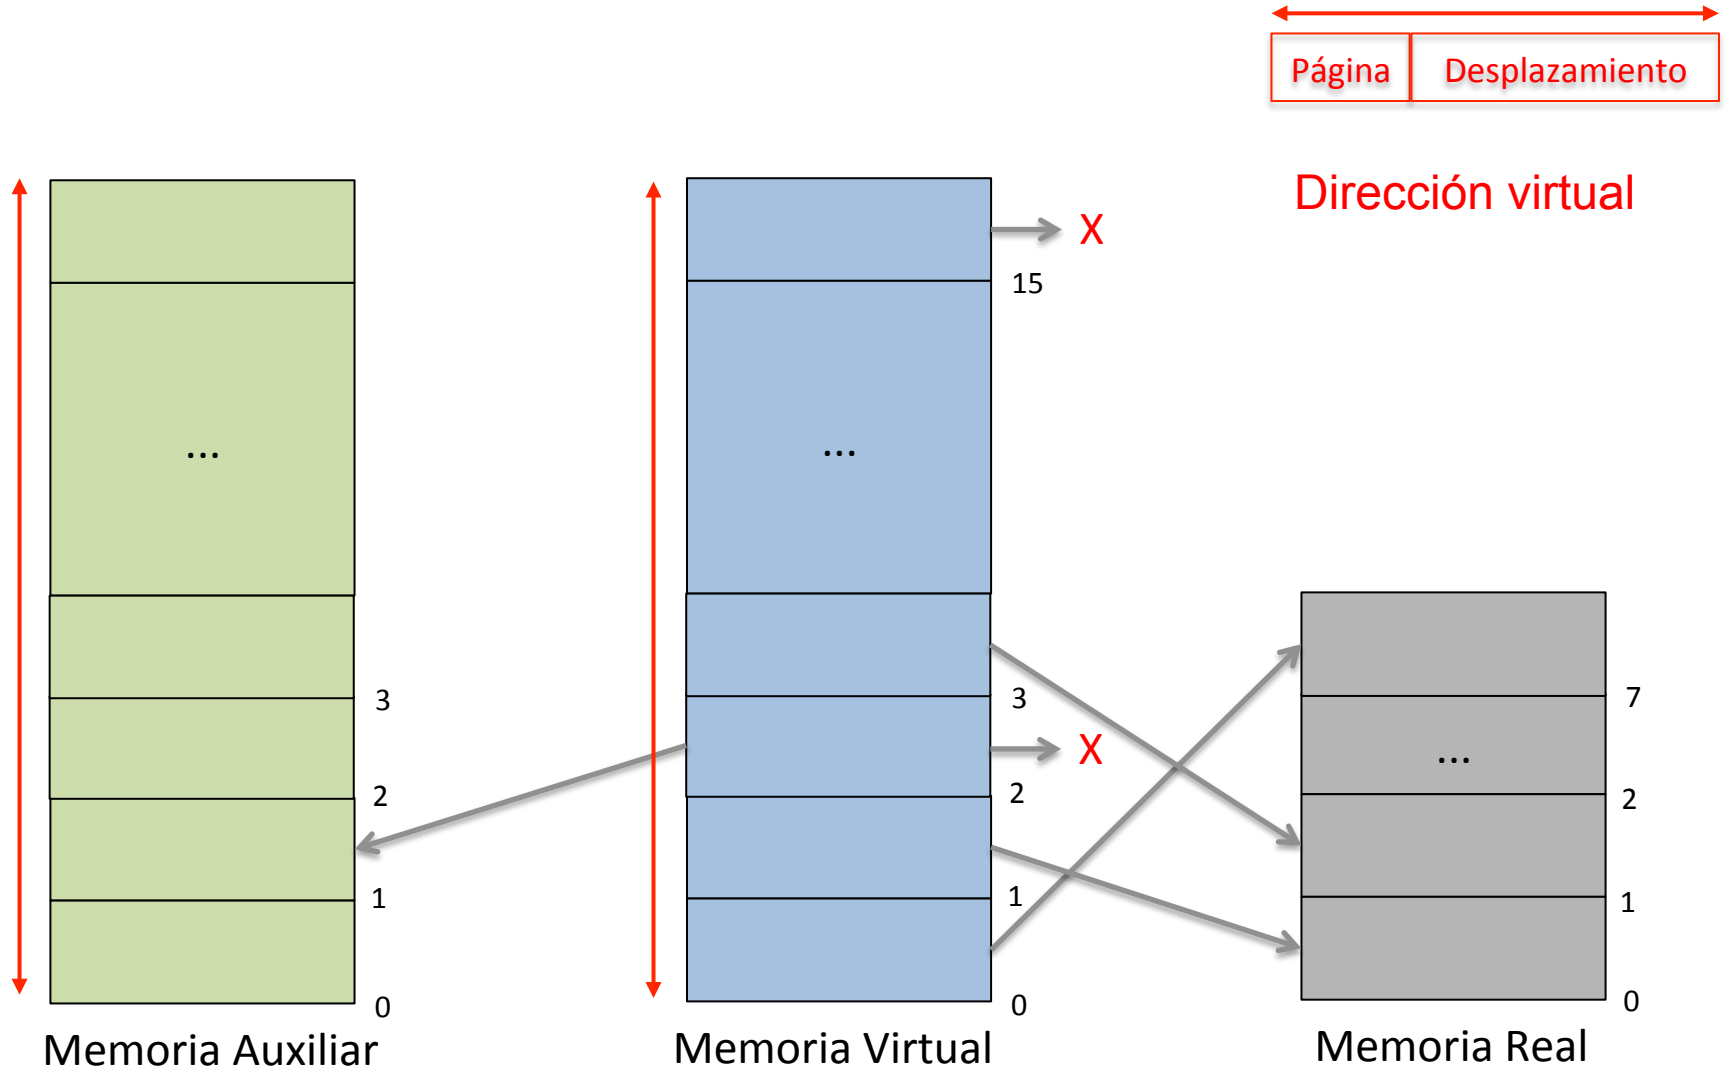 Página Desplazamiento
Dirección virtual
X
15
...
...
3
3
7
X
...
2
2
2
1
1
1
0
0
0
Memoria Auxiliar
Memoria Virtual
Memoria Real